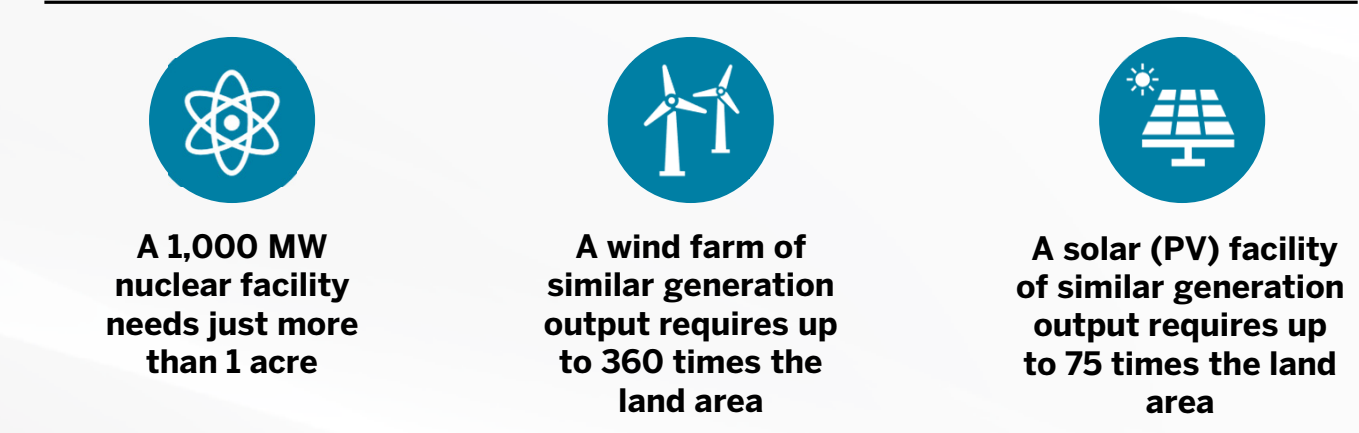 A 1,000 MW
nuclear facility
needs just more
than 1 acre
A wind farm of
similar generation
output requires up
to 360 times the
land area
A solar (PV) facility
of similar generation
output requires up
to 75 times the land
area